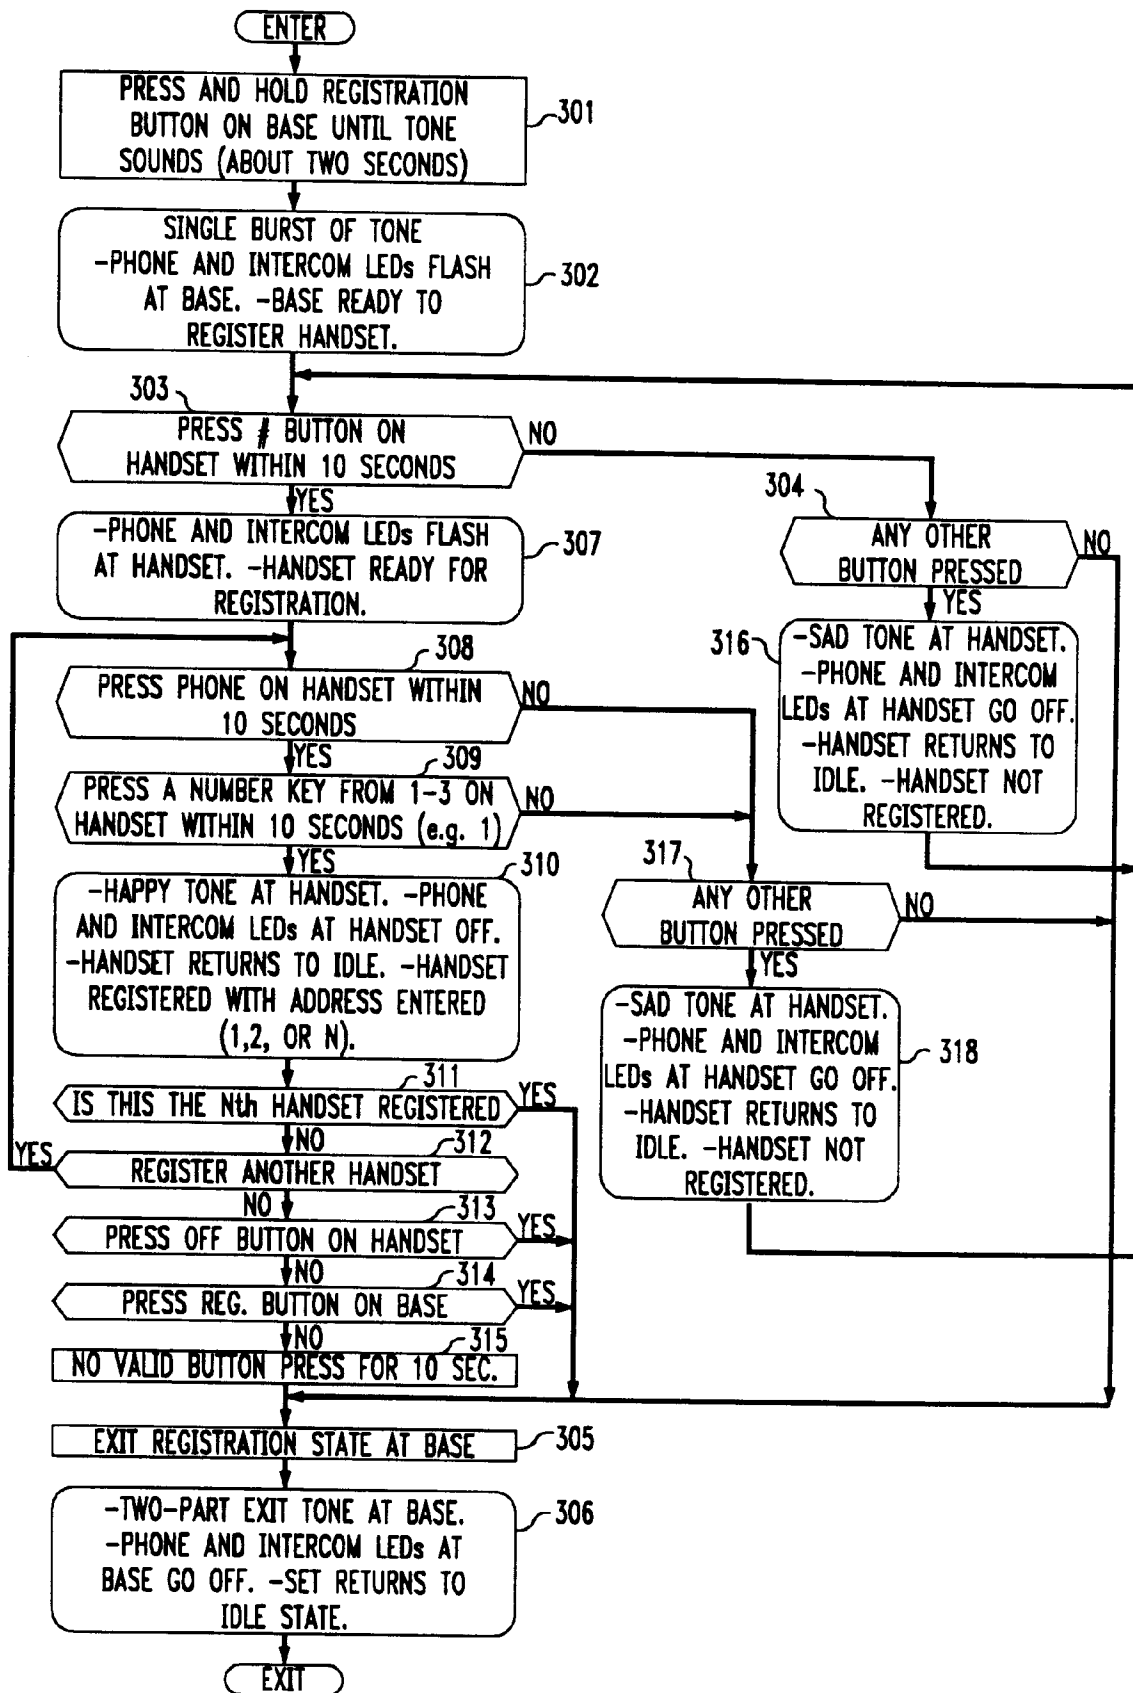 ENTER
PRESS AND HOLD REGISTRATION
BUTTON ON BASE UNTIL TONE
SOUNDS (ABOUT TWO SECONDS)
301
SINGLE BURST OF TONE
-PHONE AND INTERCOM LEDs FLASH
AT BASE. -BASE READY TO
REGISTER HANDSET.
302
303
PRESS # BUTTON ON
HANDSET WITHIN 10 SECONDS
NO
YES
304
ANY OTHER
BUTTON PRESSED
NO
YES
-PHONE AND INTERCOM LEDs FLASH
AT HANDSET. -HANDSET READY FOR
REGISTRATION.
307
316
-SAD TONE AT HANDSET.
-PHONE AND INTERCOM
LEDs AT HANDSET GO OFF.
-HANDSET RETURNS TO
IDLE. -HANDSET NOT
REGISTERED.
308
PRESS PHONE ON HANDSET WITHIN
10 SECONDS
NO
YES
309
PRESS A NUMBER KEY FROM 1-3 ON
HANDSET WITHIN 10 SECONDS (e.g. 1)
NO
YES
310
-HAPPY TONE AT HANDSET. -PHONE
AND INTERCOM LEDs AT HANDSET OFF.
-HANDSET RETURNS TO IDLE. -HANDSET
REGISTERED WITH ADDRESS ENTERED
(1,2, OR N).
317
ANY OTHER
BUTTON PRESSED
NO
YES
-SAD TONE AT HANDSET.
-PHONE AND INTERCOM
LEDs AT HANDSET GO OFF.
-HANDSET RETURNS TO
IDLE. -HANDSET NOT
REGISTERED.
318
311
IS THIS THE Nth HANDSET REGISTERED
YES
NO
312
YES
REGISTER ANOTHER HANDSET
NO
313
PRESS OFF BUTTON ON HANDSET
YES
NO
314
PRESS REG. BUTTON ON BASE
YES
NO
315
NO VALID BUTTON PRESS FOR 10 SEC.
EXIT REGISTRATION STATE AT BASE
305
-TWO-PART EXIT TONE AT BASE.
-PHONE AND INTERCOM LEDs AT
BASE GO OFF. -SET RETURNS TO
IDLE STATE.
306
EXIT